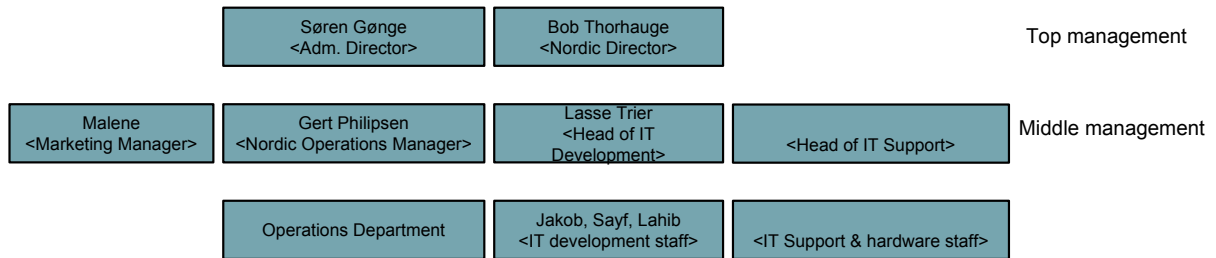 Søren Gønge
<Adm. Director>
Bob Thorhauge
<Nordic Director>
Top management
Malene
<Marketing Manager>
Gert Philipsen
<Nordic Operations Manager>
Lasse Trier
<Head of IT
Development>
<Head of IT Support>
Middle management
Operations Department
Jakob, Sayf, Lahib
<IT development staff>
<IT Support & hardware staff>